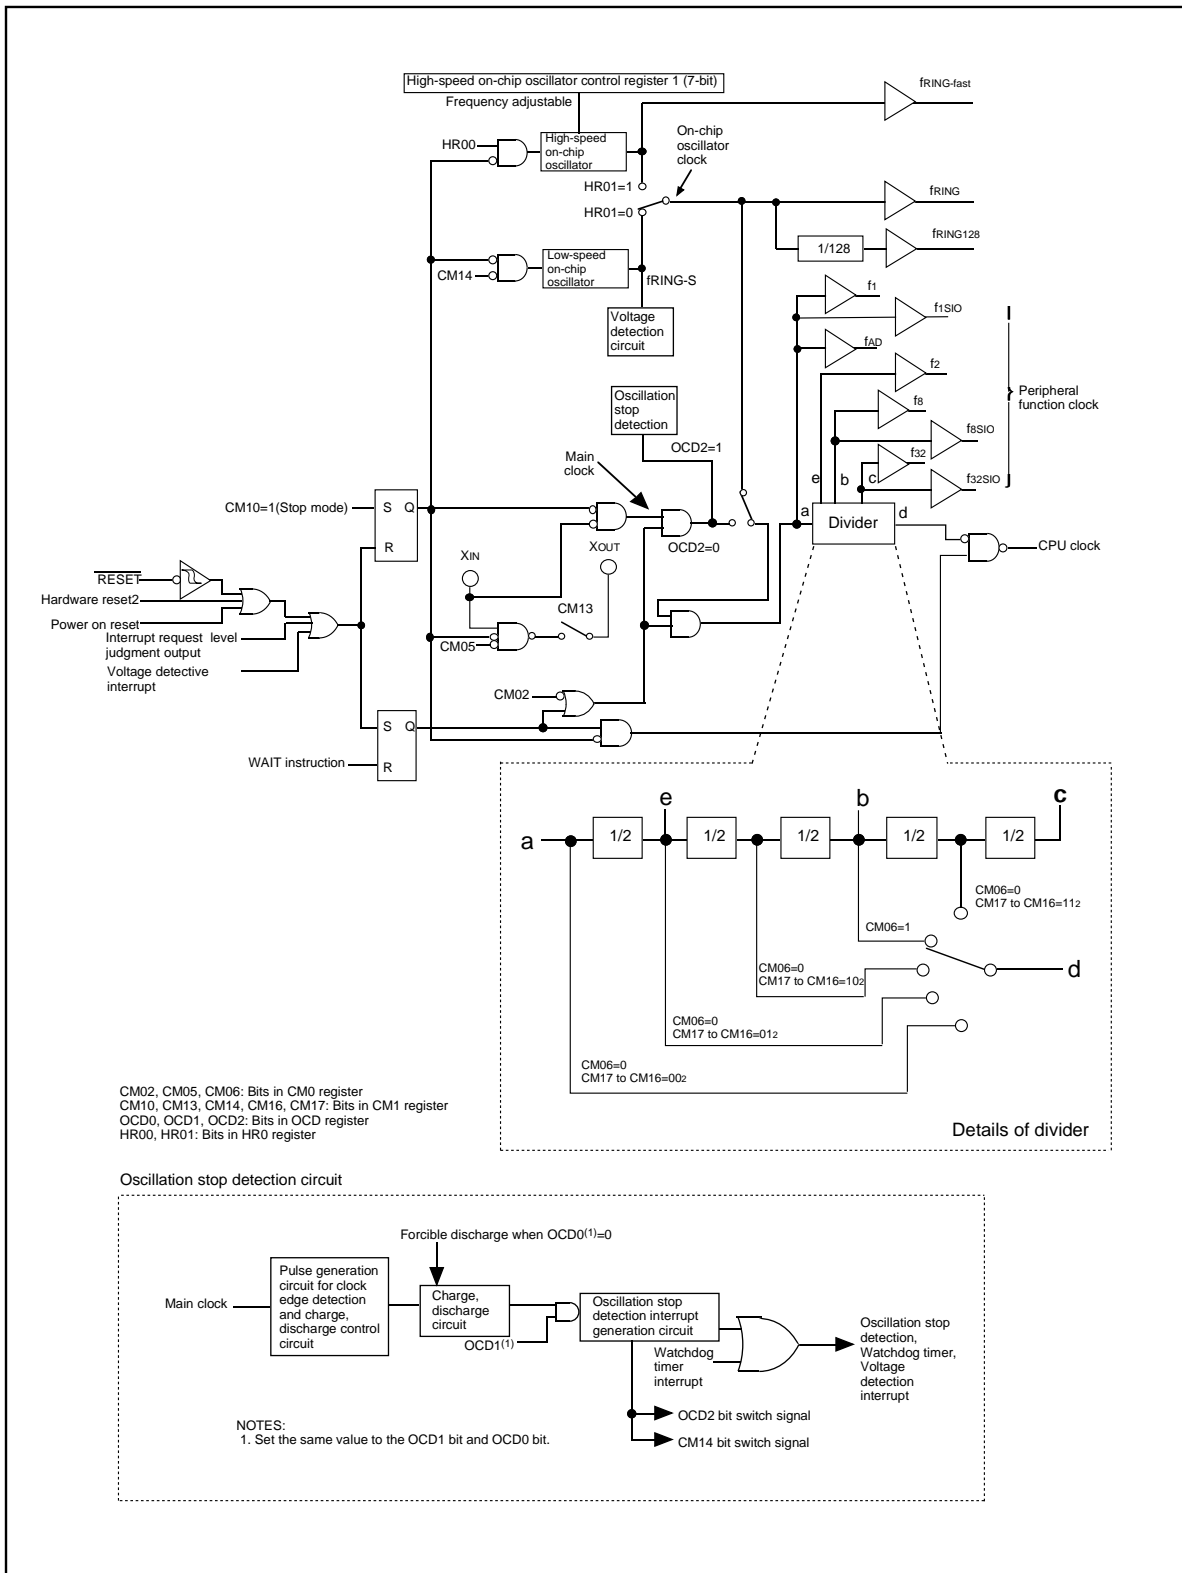 High-speed on-chip oscillator control register 1 (7-bit)
Frequency adjustable
fRING-fast
HR00
High-speed
on-chip
oscillator
On-chip
oscillator
clock
HR01=1
HR01=0
fRING
fRING128
1/128
CM14
Low-speed
on-chip
oscillator
fRING-S
Voltage
detection
circuit
f1
f1SIO
fAD
f2
f8
f8SIO
f32
f32SIO
Peripheral
function clock
Oscillation
stop
detection
OCD2=1
Main
clock
OCD2=0
e
b
c
a
d
Divider
CPU clock
CM10=1(Stop mode)
S
Q
R
XIN
XOUT
CM13
CM05
RESET
Hardware reset2
Power on reset
Interrupt request level
judgment output
Voltage detective
interrupt
CM02
S
Q
R
WAIT instruction
a
1/2
e
1/2
1/2
b
1/2
1/2
c
CM06=0
CM17 to CM16=112
CM06=1
d
CM06=0
CM17 to CM16=102
CM06=0
CM17 to CM16=012
CM06=0
CM17 to CM16=002
Details of divider
CM02, CM05, CM06: Bits in CM0 register
CM10, CM13, CM14, CM16, CM17: Bits in CM1 register
OCD0, OCD1, OCD2: Bits in OCD register
HR00, HR01: Bits in HR0 register
Oscillation stop detection circuit
Forcible discharge when OCD0(1)=0
Main clock
Pulse generation
circuit for clock
edge detection
and charge,
discharge control
circuit
Charge,
discharge
circuit
OCD1(1)
Oscillation stop
detection interrupt
generation circuit
Watchdog
timer
interrupt
Oscillation stop
detection,
Watchdog timer,
Voltage
detection
interrupt
OCD2 bit switch signal
CM14 bit switch signal
NOTES:
1. Set the same value to the OCD1 bit and OCD0 bit.